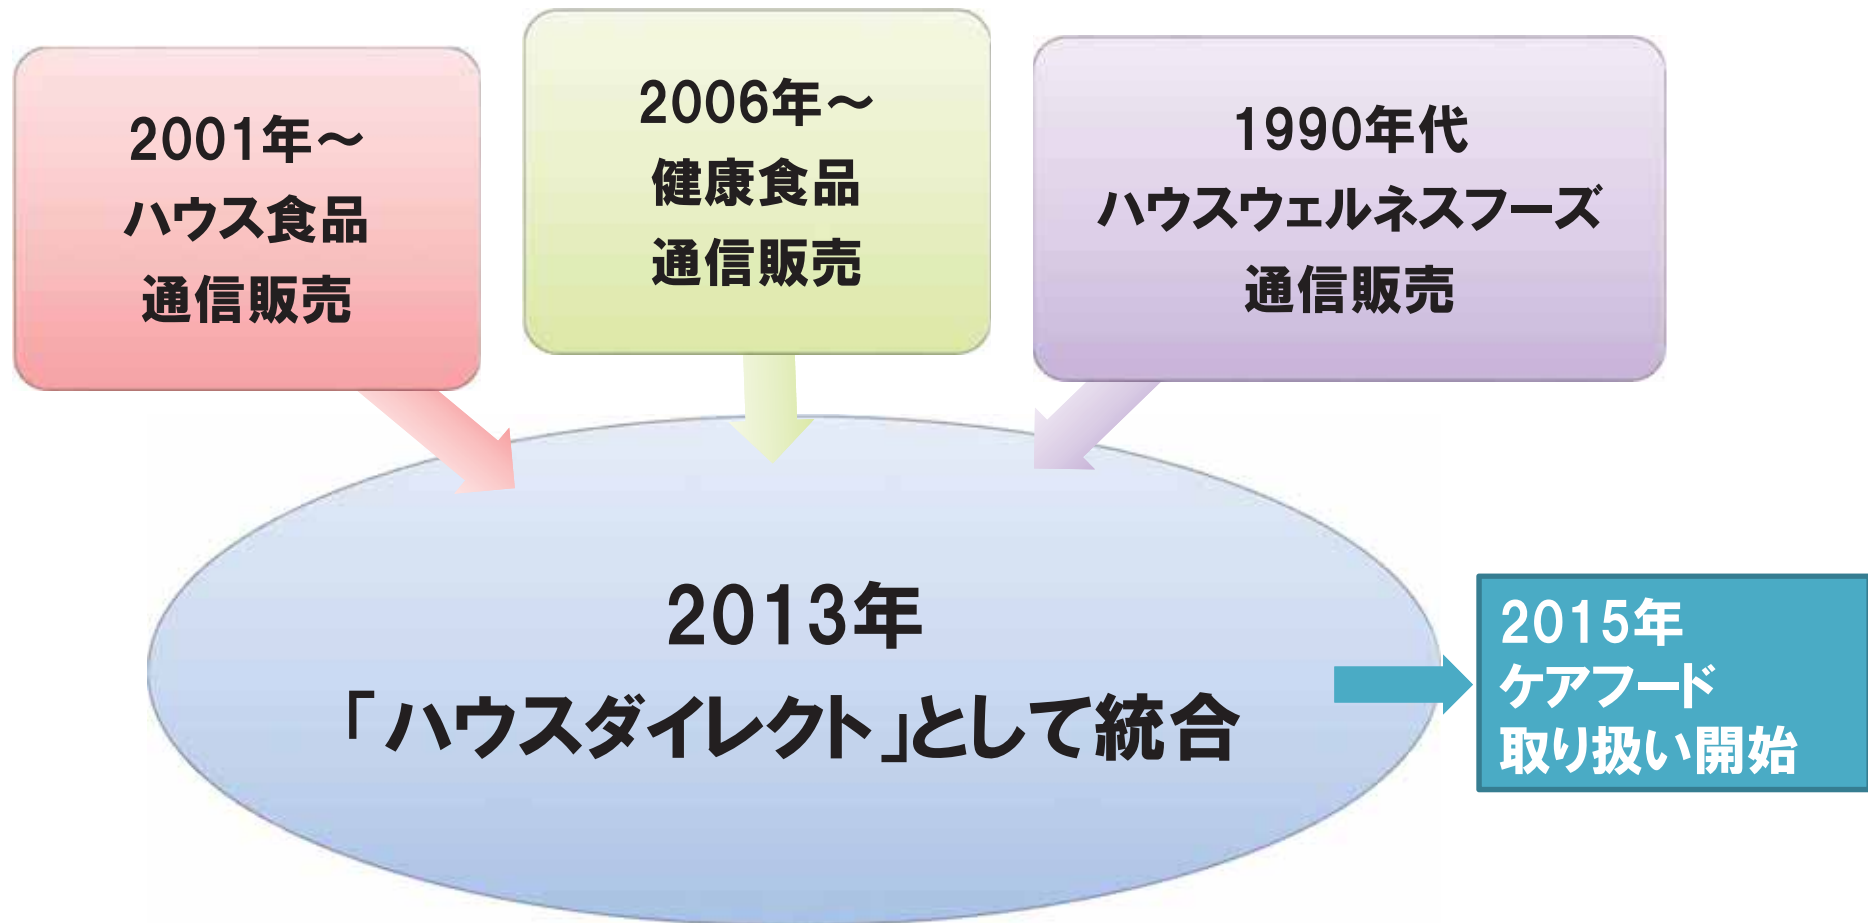 2001年～
ハウス食品
通信販売
2006年～
健康食品
通信販売
1990年代
ハウスウェルネスフーズ
通信販売
2013年
「ハウスダイレクト」として統合
2015年
ケアフード
取り扱い開始